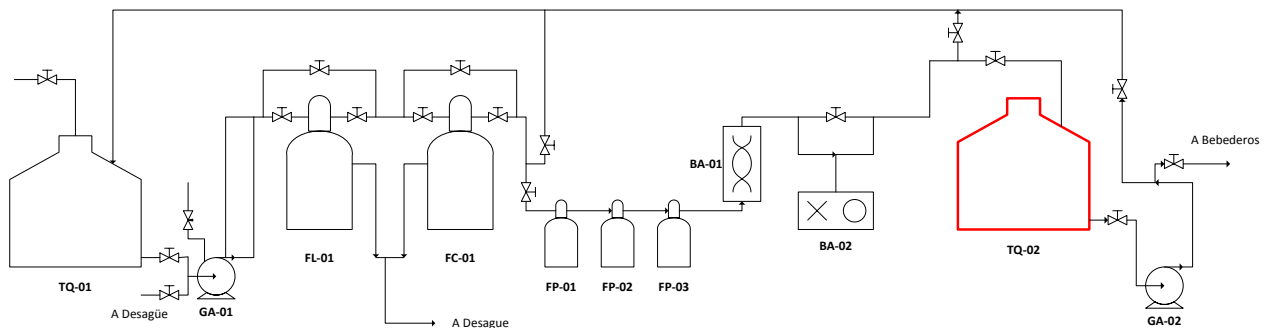 A Bebederos
BA-01
BA-02
TQ-02
FL-01
FC-01
FP-01
FP-02
FP-03
TQ-01
GA-01
GA-02
A Desagüe
A Desague